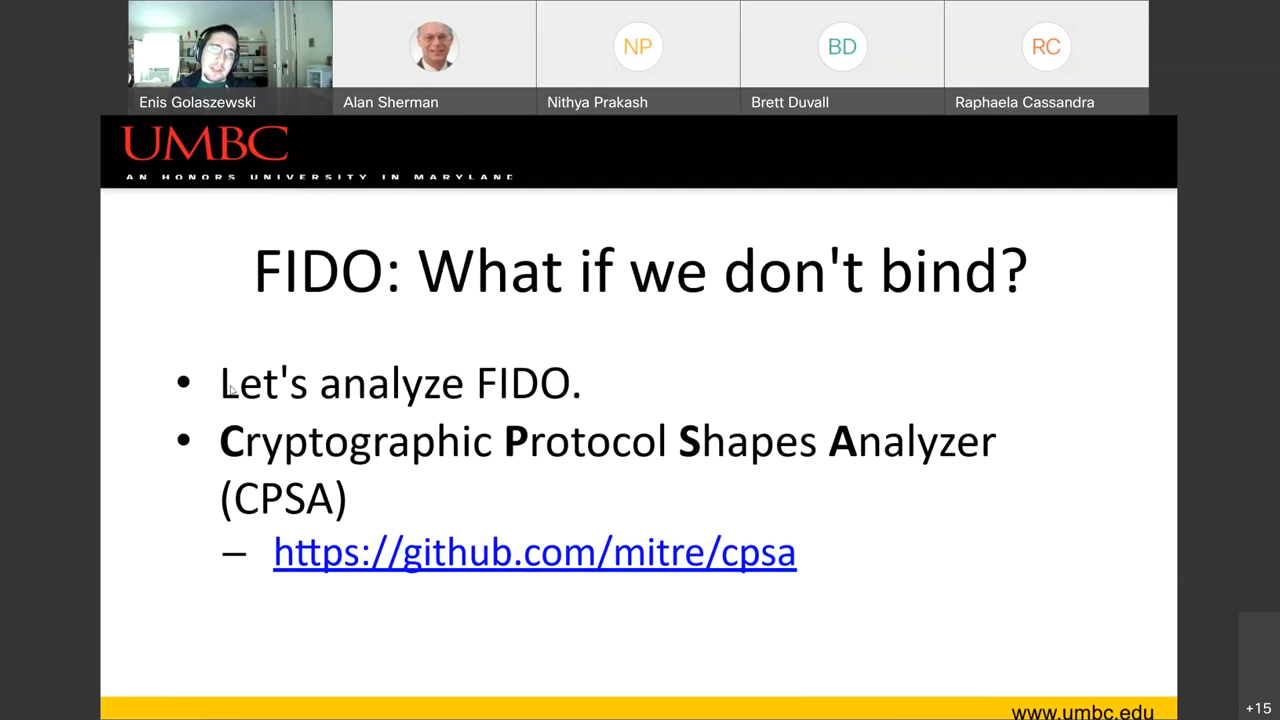 NP
BD
RC
Enis Golaszewski
Alan Sherman
Nithya Prakash
Brett Duvall
Raphaela Cassandra
UMBC
AN HONORS UNIVERSITY IN MARYLAND
FIDO: What if we don't bind?
• Let's analyze FIDO.
• Cryptographic Protocol Shapes Analyzer
(CPSA)
– https://github.com/mitre/cpsa
www.umbc.edu
+15